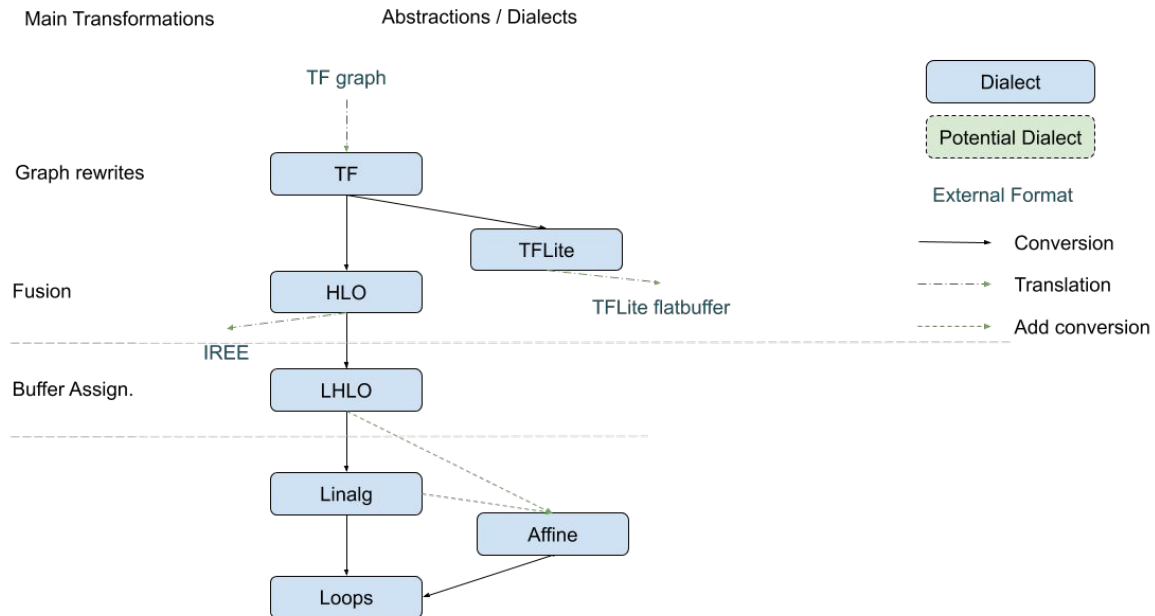 Main Transformations
Abstractions / Dialects
TF graph
Dialect
Potential Dialect
Graph rewrites
TF
External Format
TFLite
Conversion
Fusion
HLO
TFLite flatbuffer
Translation
IREE
Add conversion
Buffer Assign.
LHLO
Linalg
Affine
Loops